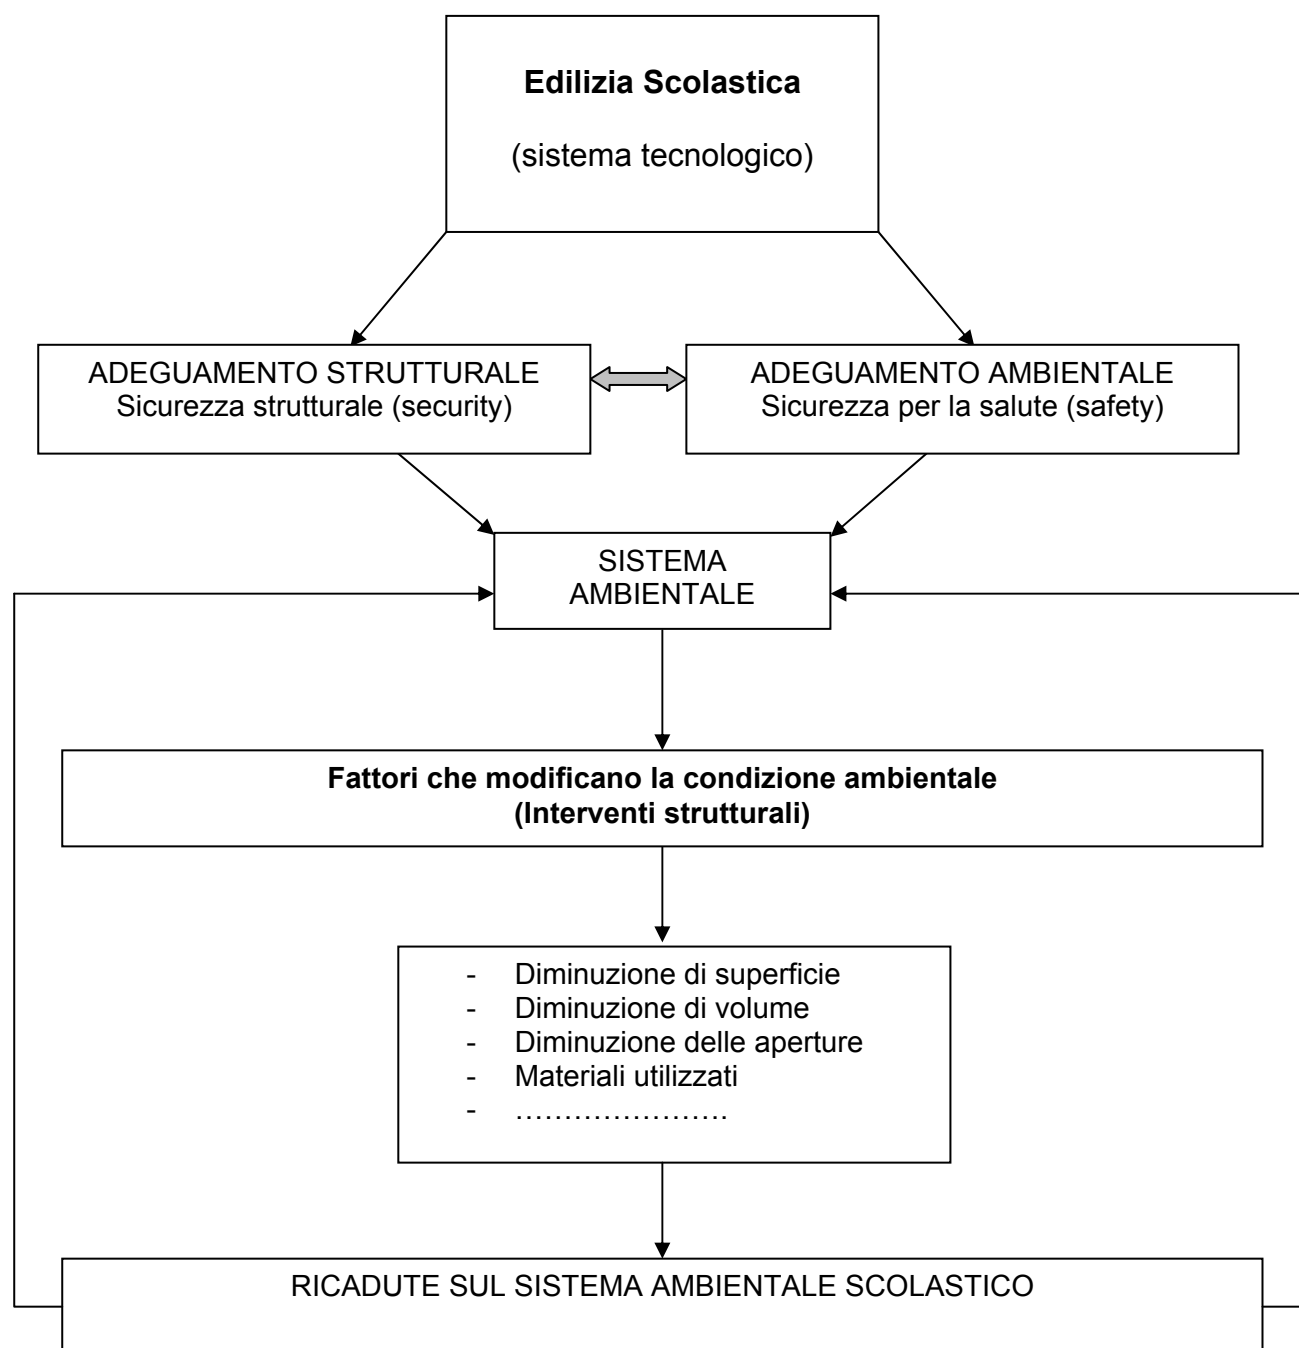 Edilizia Scolastica
(sistema tecnologico)
ADEGUAMENTO STRUTTURALE
Sicurezza strutturale (security)
ADEGUAMENTO AMBIENTALE
Sicurezza per la salute (safety)
SISTEMA
AMBIENTALE
Fattori che modificano la condizione ambientale
(Interventi strutturali)
- Diminuzione di superficie
- Diminuzione di volume
- Diminuzione delle aperture
- Materiali utilizzati
- ………………….
RICADUTE SUL SISTEMA AMBIENTALE SCOLASTICO